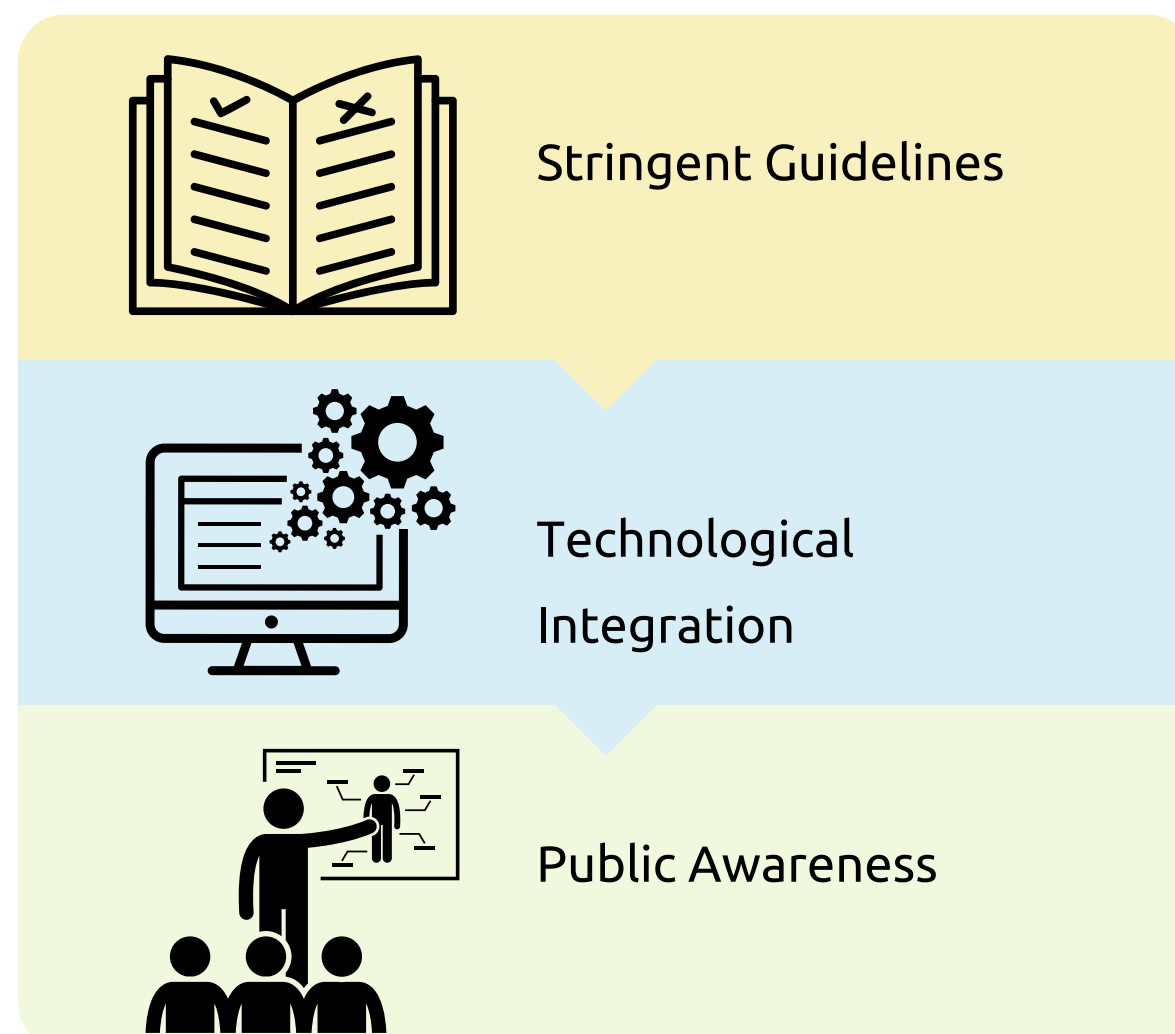 Stringent Guidelines
Technological
Integration
Public Awareness